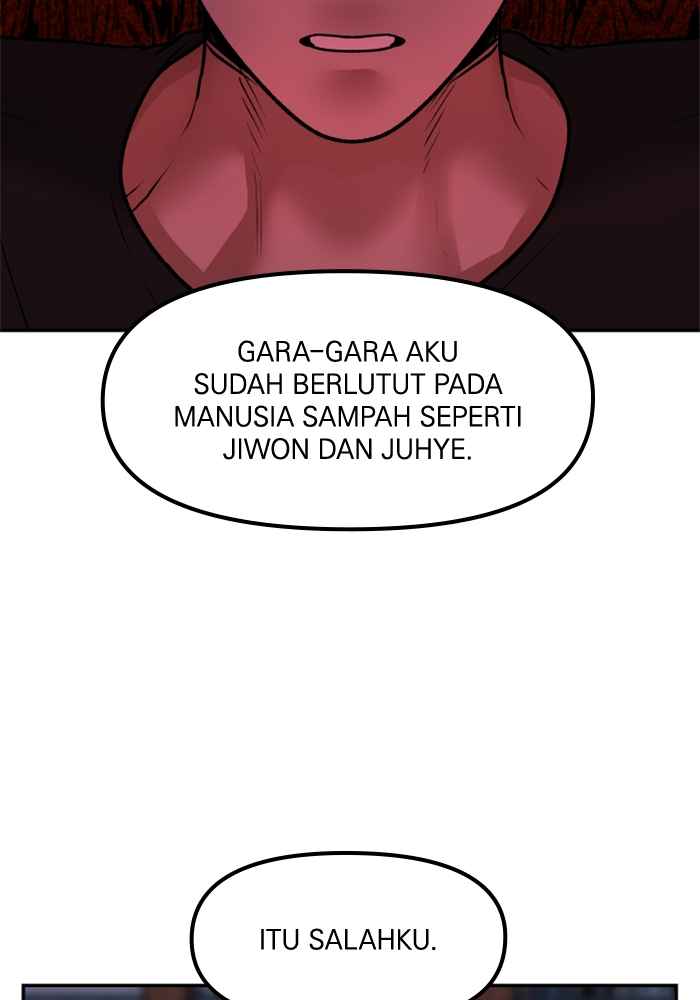 GARA-GARA AKU
SUDAH BERLUTUT PADA
MANUSIA SAMPAH SEPERTI
JIWON DAN JUHYE.
ITU SALAHKU.